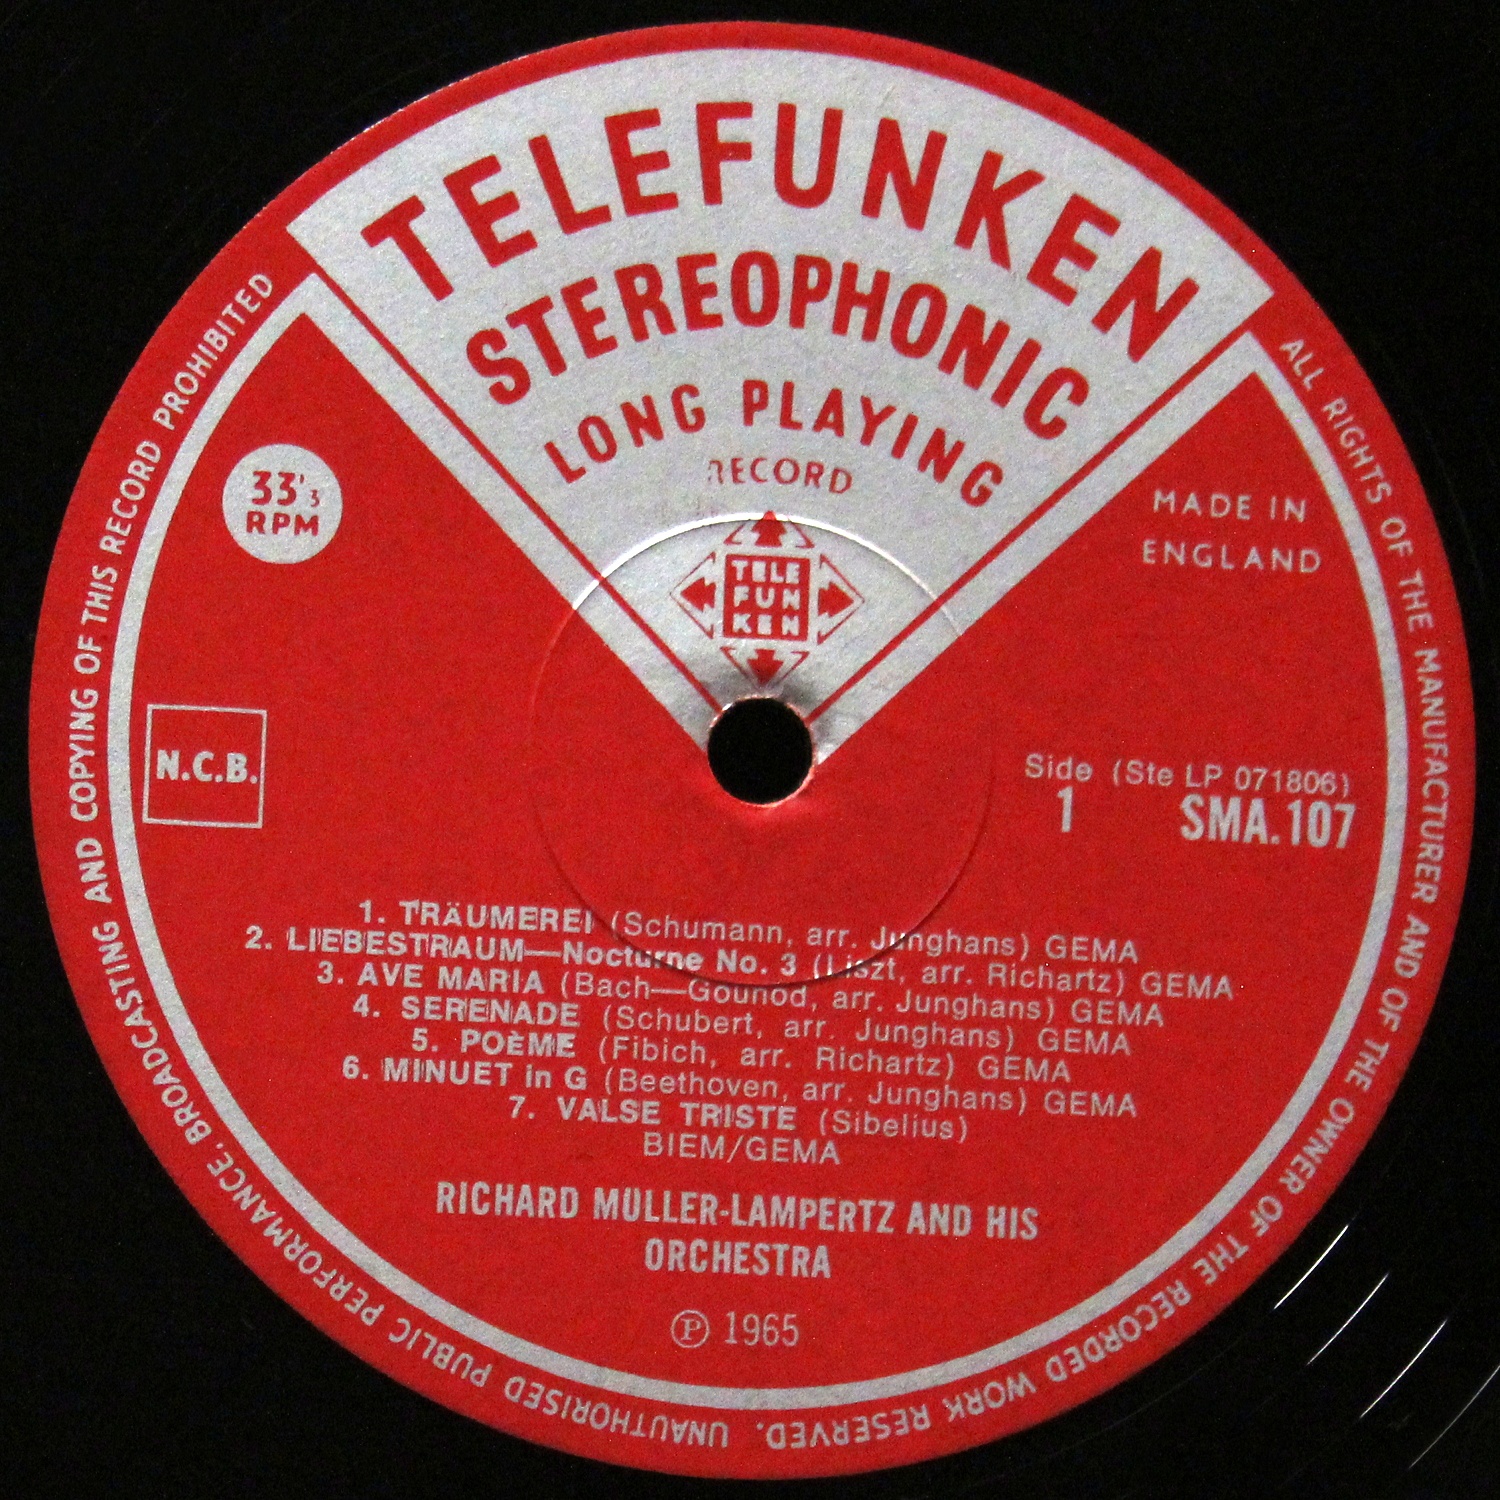 TELEFUNKEN
STEREOPHONIC
LONG PLAYING
RECORD
TELE
FUN
KEN
33 1/3
RPM
MADE IN
ENGLAND
N.C.B.
Side (Ste LP 071806)
1 SMA.107
1. TRÄUMEREI (Schumann, arr. Junghans) GEMA
2. LIEBESTRAUM—Nocturne No. 3 (Liszt, arr. Richartz) GEMA
3. AVE MARIA (Bach—Gounod, arr. Junghans) GEMA
4. SERENADE (Schubert, arr. Junghans) GEMA
5. POÈME (Fibich, arr. Richartz) GEMA
6. MINUET in G (Beethoven, arr. Junghans) GEMA
7. VALSE TRISTE (Sibelius)
BIEM/GEMA
RICHARD MULLER-LAMPERTZ AND HIS
ORCHESTRA
℗ 1965
ALL RIGHTS OF THE MANUFACTURER AND OF THE OWNER OF THE RECORDED WORK RESERVED. UNAUTHORISED PUBLIC PERFORMANCE, BROADCASTING AND COPYING OF THIS RECORD PROHIBITED